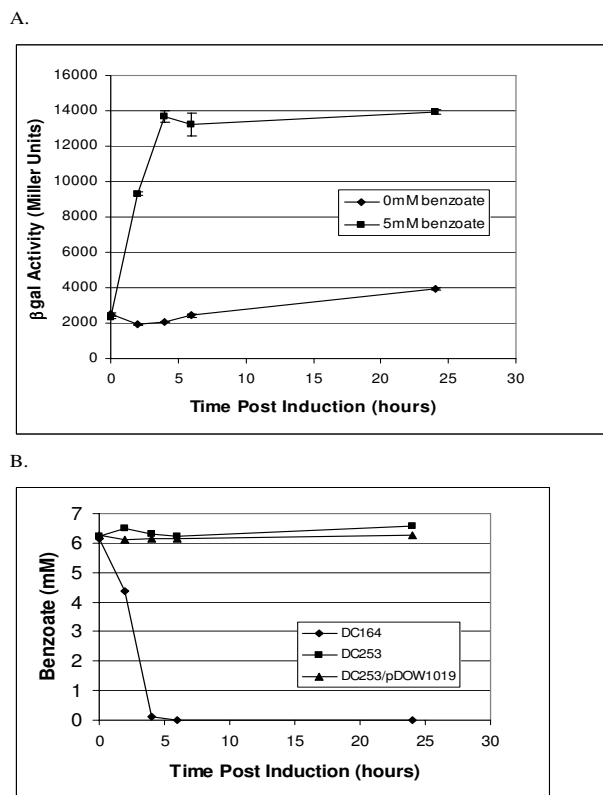 A.
16000
14000
12000
10000
8000
6000
4000
2000
0
βgal Activity (Miller Units)
0mM benzoate
5mM benzoate
0 5 10 15 20 25 30
Time Post Induction (hours)
B.
7
6
5
4
3
2
1
0
Benzoate (mM)
DC164
DC253
DC253/pDOW1019
0 5 10 15 20 25 30
Time Post Induction (hours)